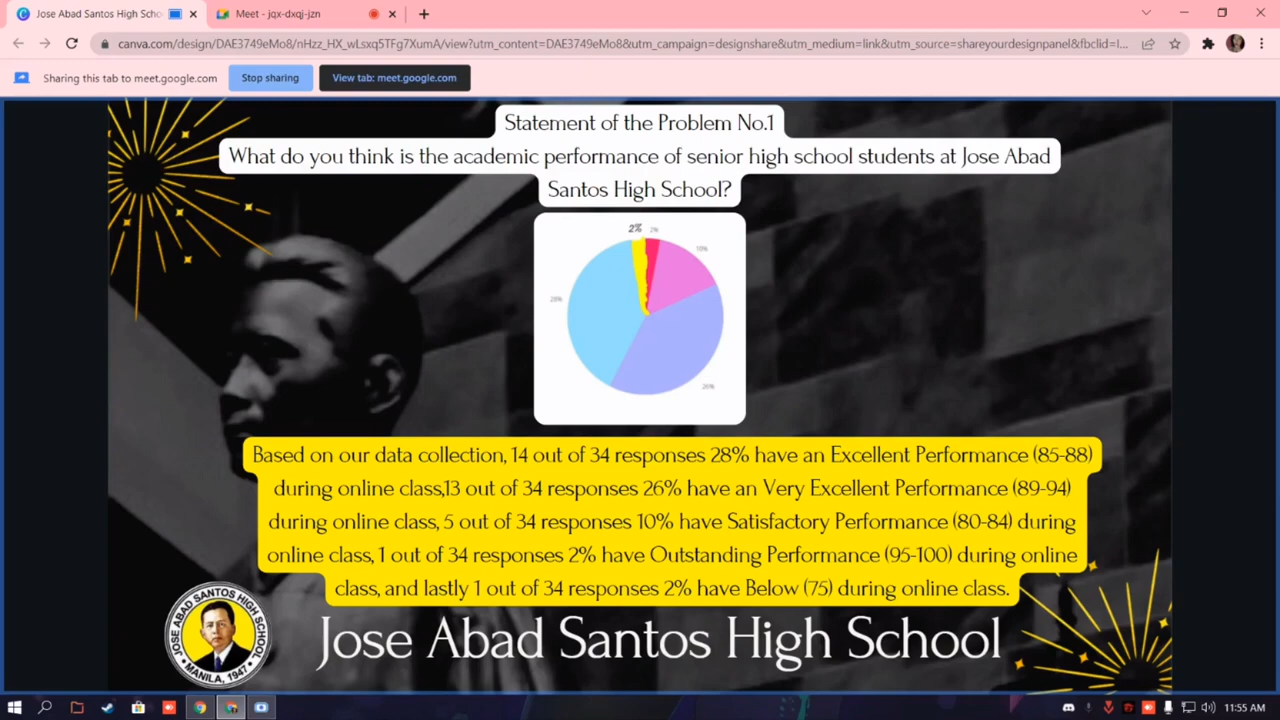 Jose Abad Santos High Scho
Meet - jqx-dxqj-jzn
canva.com/design/DAE3749eMo8/nHzz_HX_wLsxq5TFg7XumA/view?utm_content=DAE3749eMo8&utm_campaign=designshare&utm_medium=link&utm_source=shareyourdesignpanel&fbclid=I...
Sharing this tab to meet.google.com
Stop sharing
View tab: meet.google.com
Statement of the Problem No.1
What do you think is the academic performance of senior high school students at Jose Abad
Santos High School?
2%
2%
10%
28%
26%
Based on our data collection, 14 out of 34 responses 28% have an Excellent Performance (85-88)
during online class,13 out of 34 responses 26% have an Very Excellent Performance (89-94)
during online class, 5 out of 34 responses 10% have Satisfactory Performance (80-84) during
online class, 1 out of 34 responses 2% have Outstanding Performance (95-100) during online
class, and lastly 1 out of 34 responses 2% have Below (75) during online class.
JOSE ABAD SANTOS HIGH SCHOOL
MANILA, 1947
Jose Abad Santos High School
11:55 AM